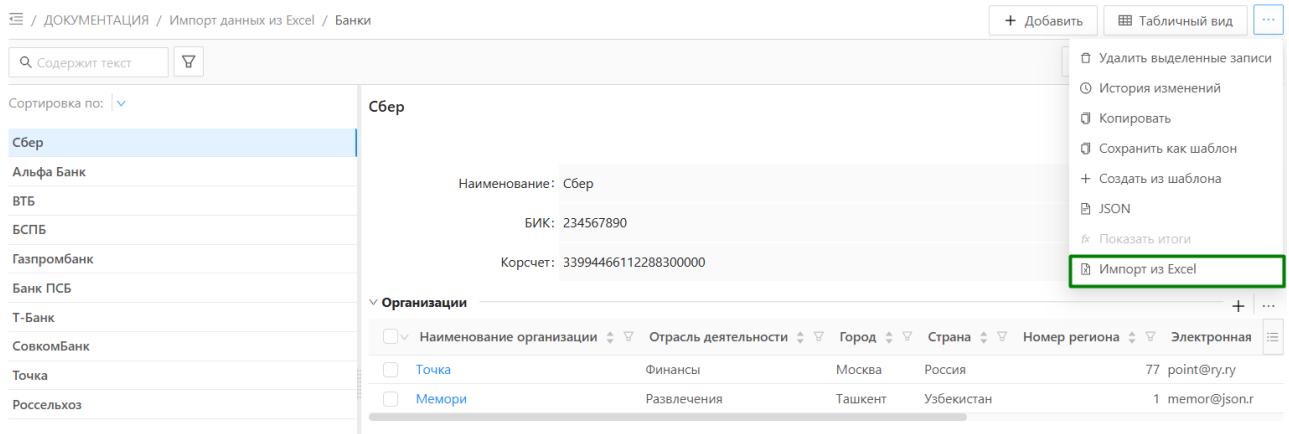 / ДОКУМЕНТАЦИЯ / Импорт данных из Excel / Банки
+ Добавить
Табличный вид
...
Содержит текст
Удалить выделенные записи
История изменений
Копировать
Сохранить как шаблон
+ Создать из шаблона
JSON
fx Показать итоги
Импорт из Excel
Сортировка по:
Сбер
Альфа Банк
ВТБ
БСПБ
Газпромбанк
Банк ПСБ
Т-Банк
СовкомБанк
Точка
Россельхоз
Сбер
Наименование: Сбер
БИК: 234567890
Корсчет: 33994466112288300000
Организации
+ ...
Наименование организации Отрасль деятельности Город Страна Номер региона Электронная
Точка Финансы Москва Россия 77 point@ry.ry
Мемори Развлечения Ташкент Узбекистан 1 memor@json.r